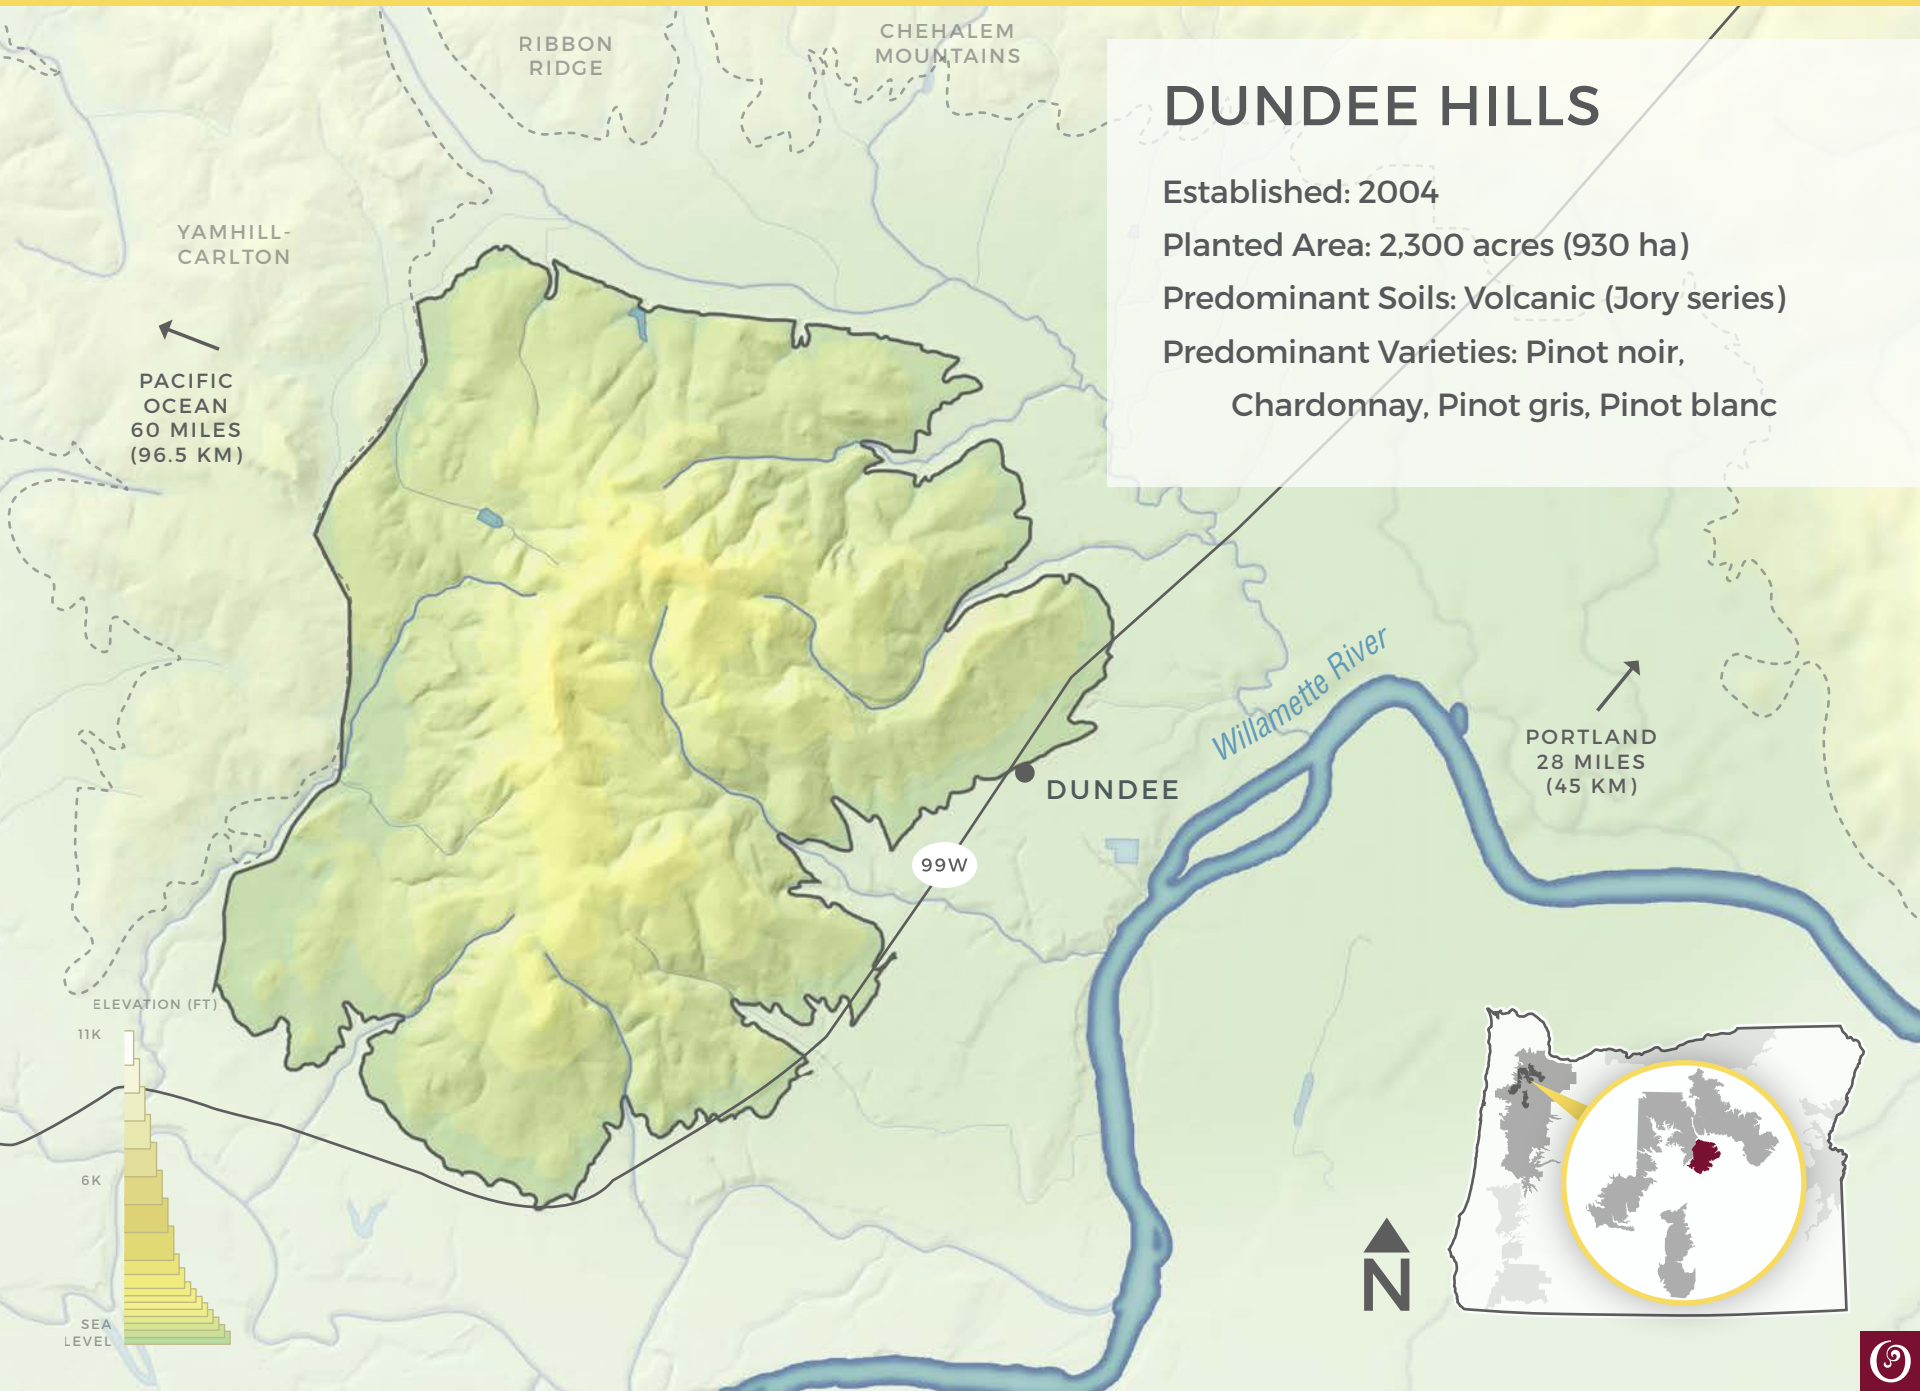 RIBBON
RIDGE
CHEHALEM
MOUNTAINS
DUNDEE HILLS
Established: 2004
Planted Area: 2,300 acres (930 ha)
Predominant Soils: Volcanic (Jory series)
Predominant Varieties: Pinot noir,
Chardonnay, Pinot gris, Pinot blanc
YAMHILL-
CARLTON
PACIFIC
OCEAN
60 MILES
(96.5 KM)
Willamette River
PORTLAND
28 MILES
(45 KM)
DUNDEE
99W
ELEVATION (FT)
11K
6K
SEA
LEVEL
N